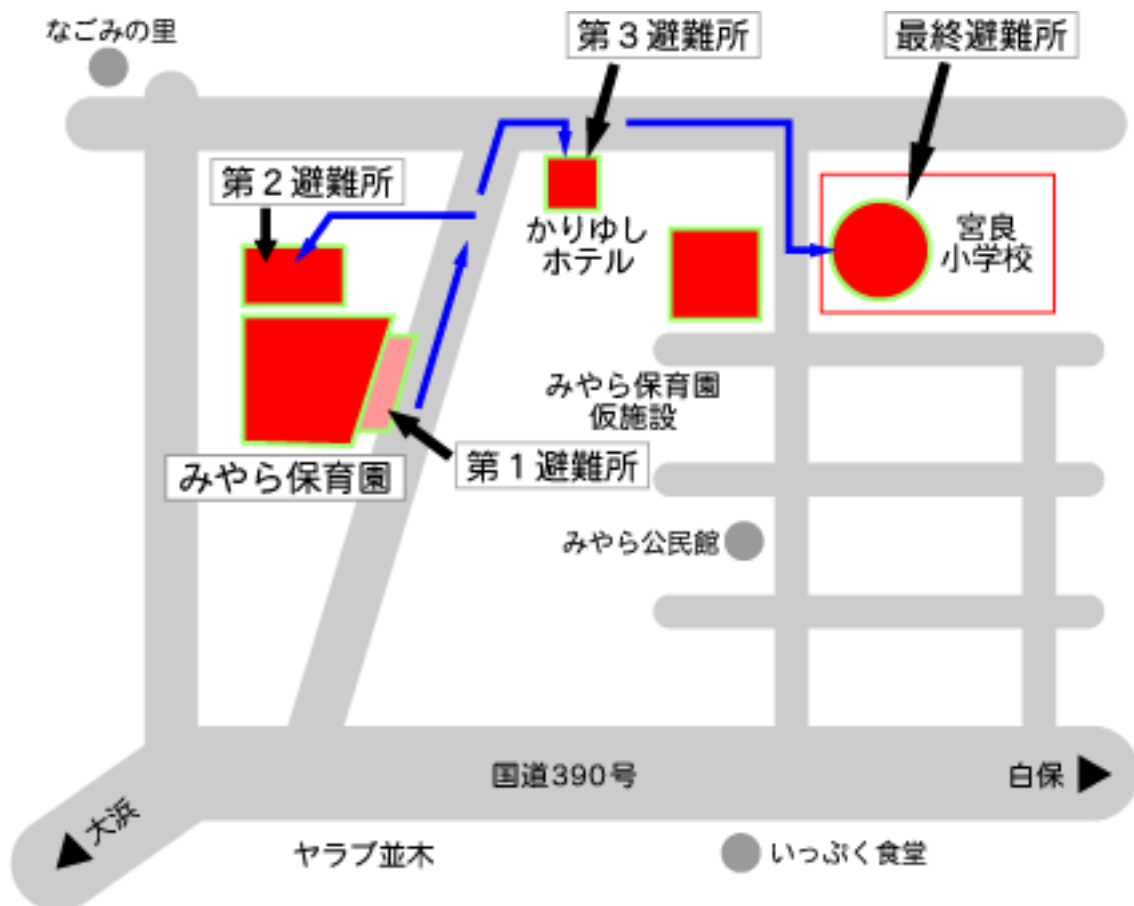 なごみの里
第3避難所
最終避難所
第2避難所
かりゆし
ホテル
宮良
小学校
みやら保育園
仮施設
みやら保育園
第1避難所
みやら公民館
国道390号
白保
大浜
ヤラブ並木
いっぷく食堂